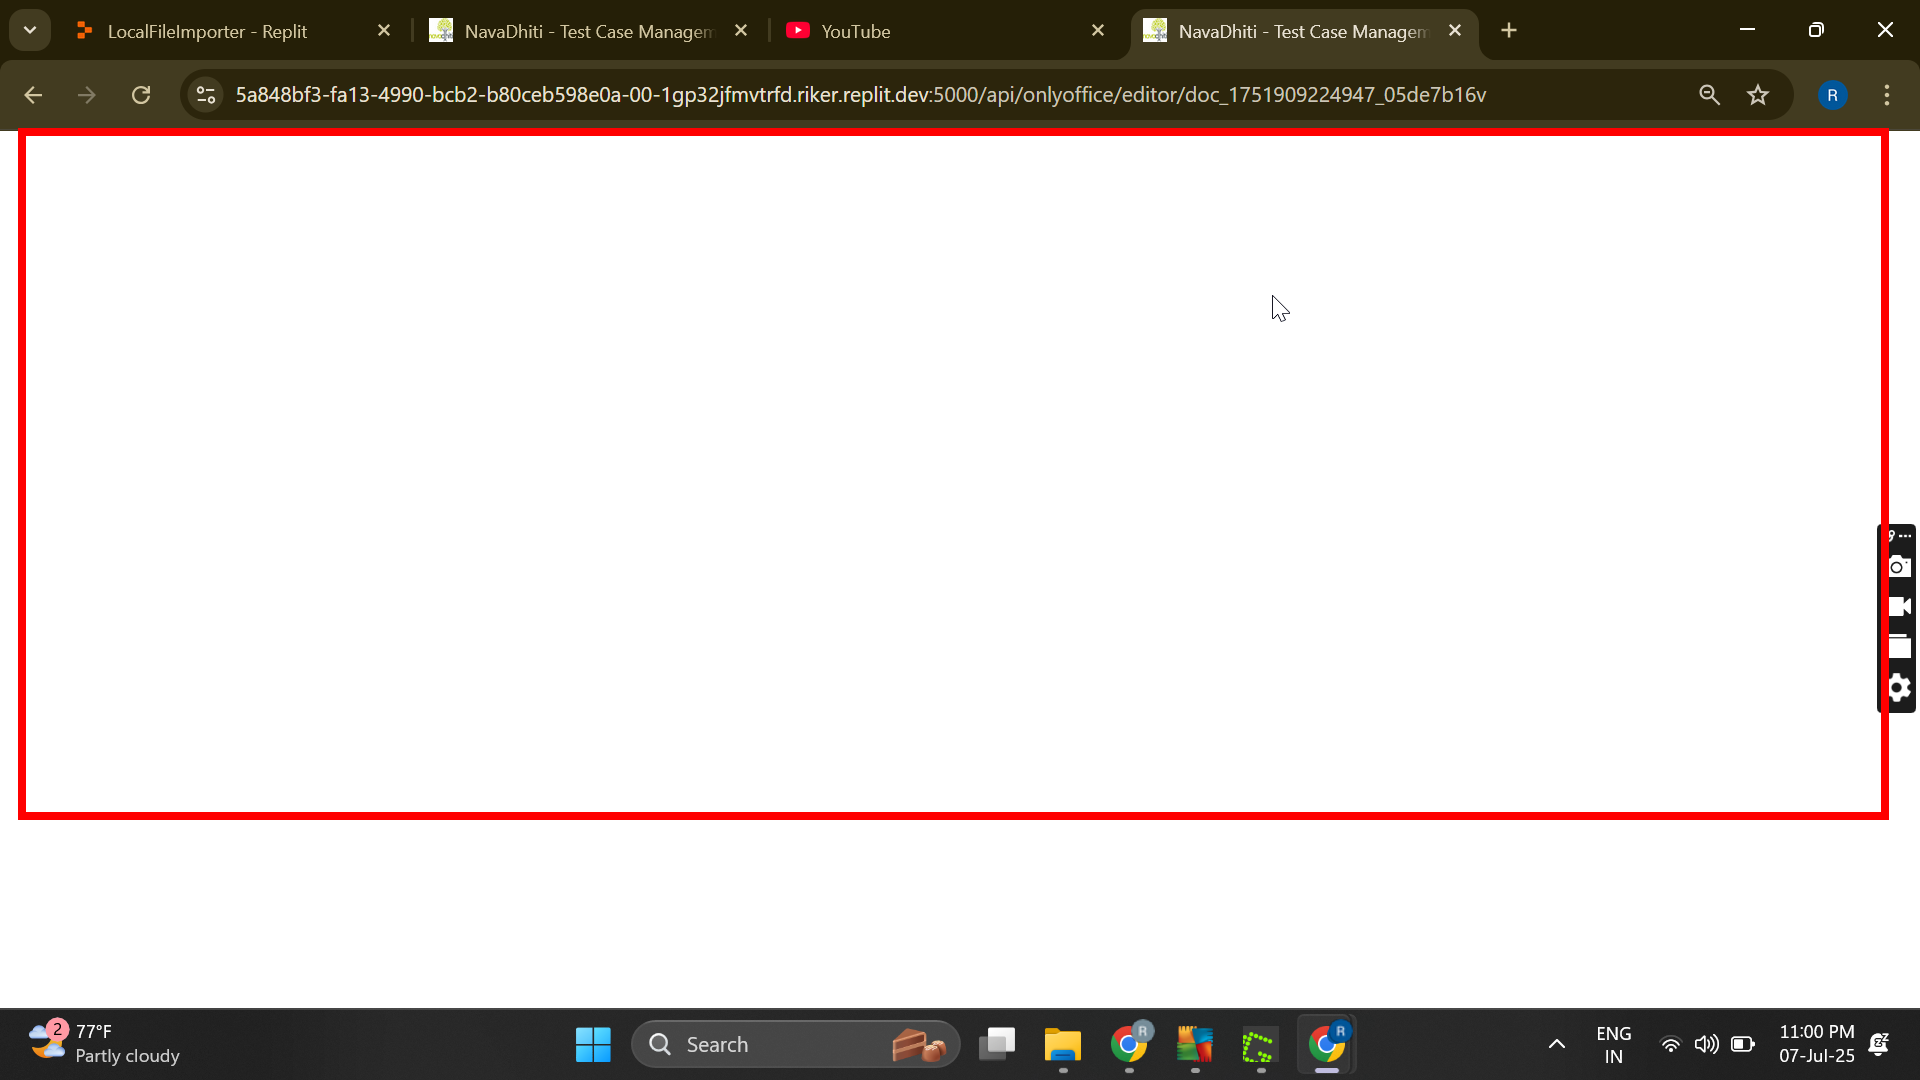 LocalFileImporter - Replit
NavaDhiti - Test Case Managem
YouTube
NavaDhiti - Test Case Managem
5a848bf3-fa13-4990-bcb2-b80ceb598e0a-00-1gp32jfmvtrfd.riker.replit.dev:5000/api/onlyoffice/editor/doc_1751909224947_05de7b16v
R
2
77°F
Partly cloudy
Search
R
R
ENG
IN
11:00 PM
07-Jul-25